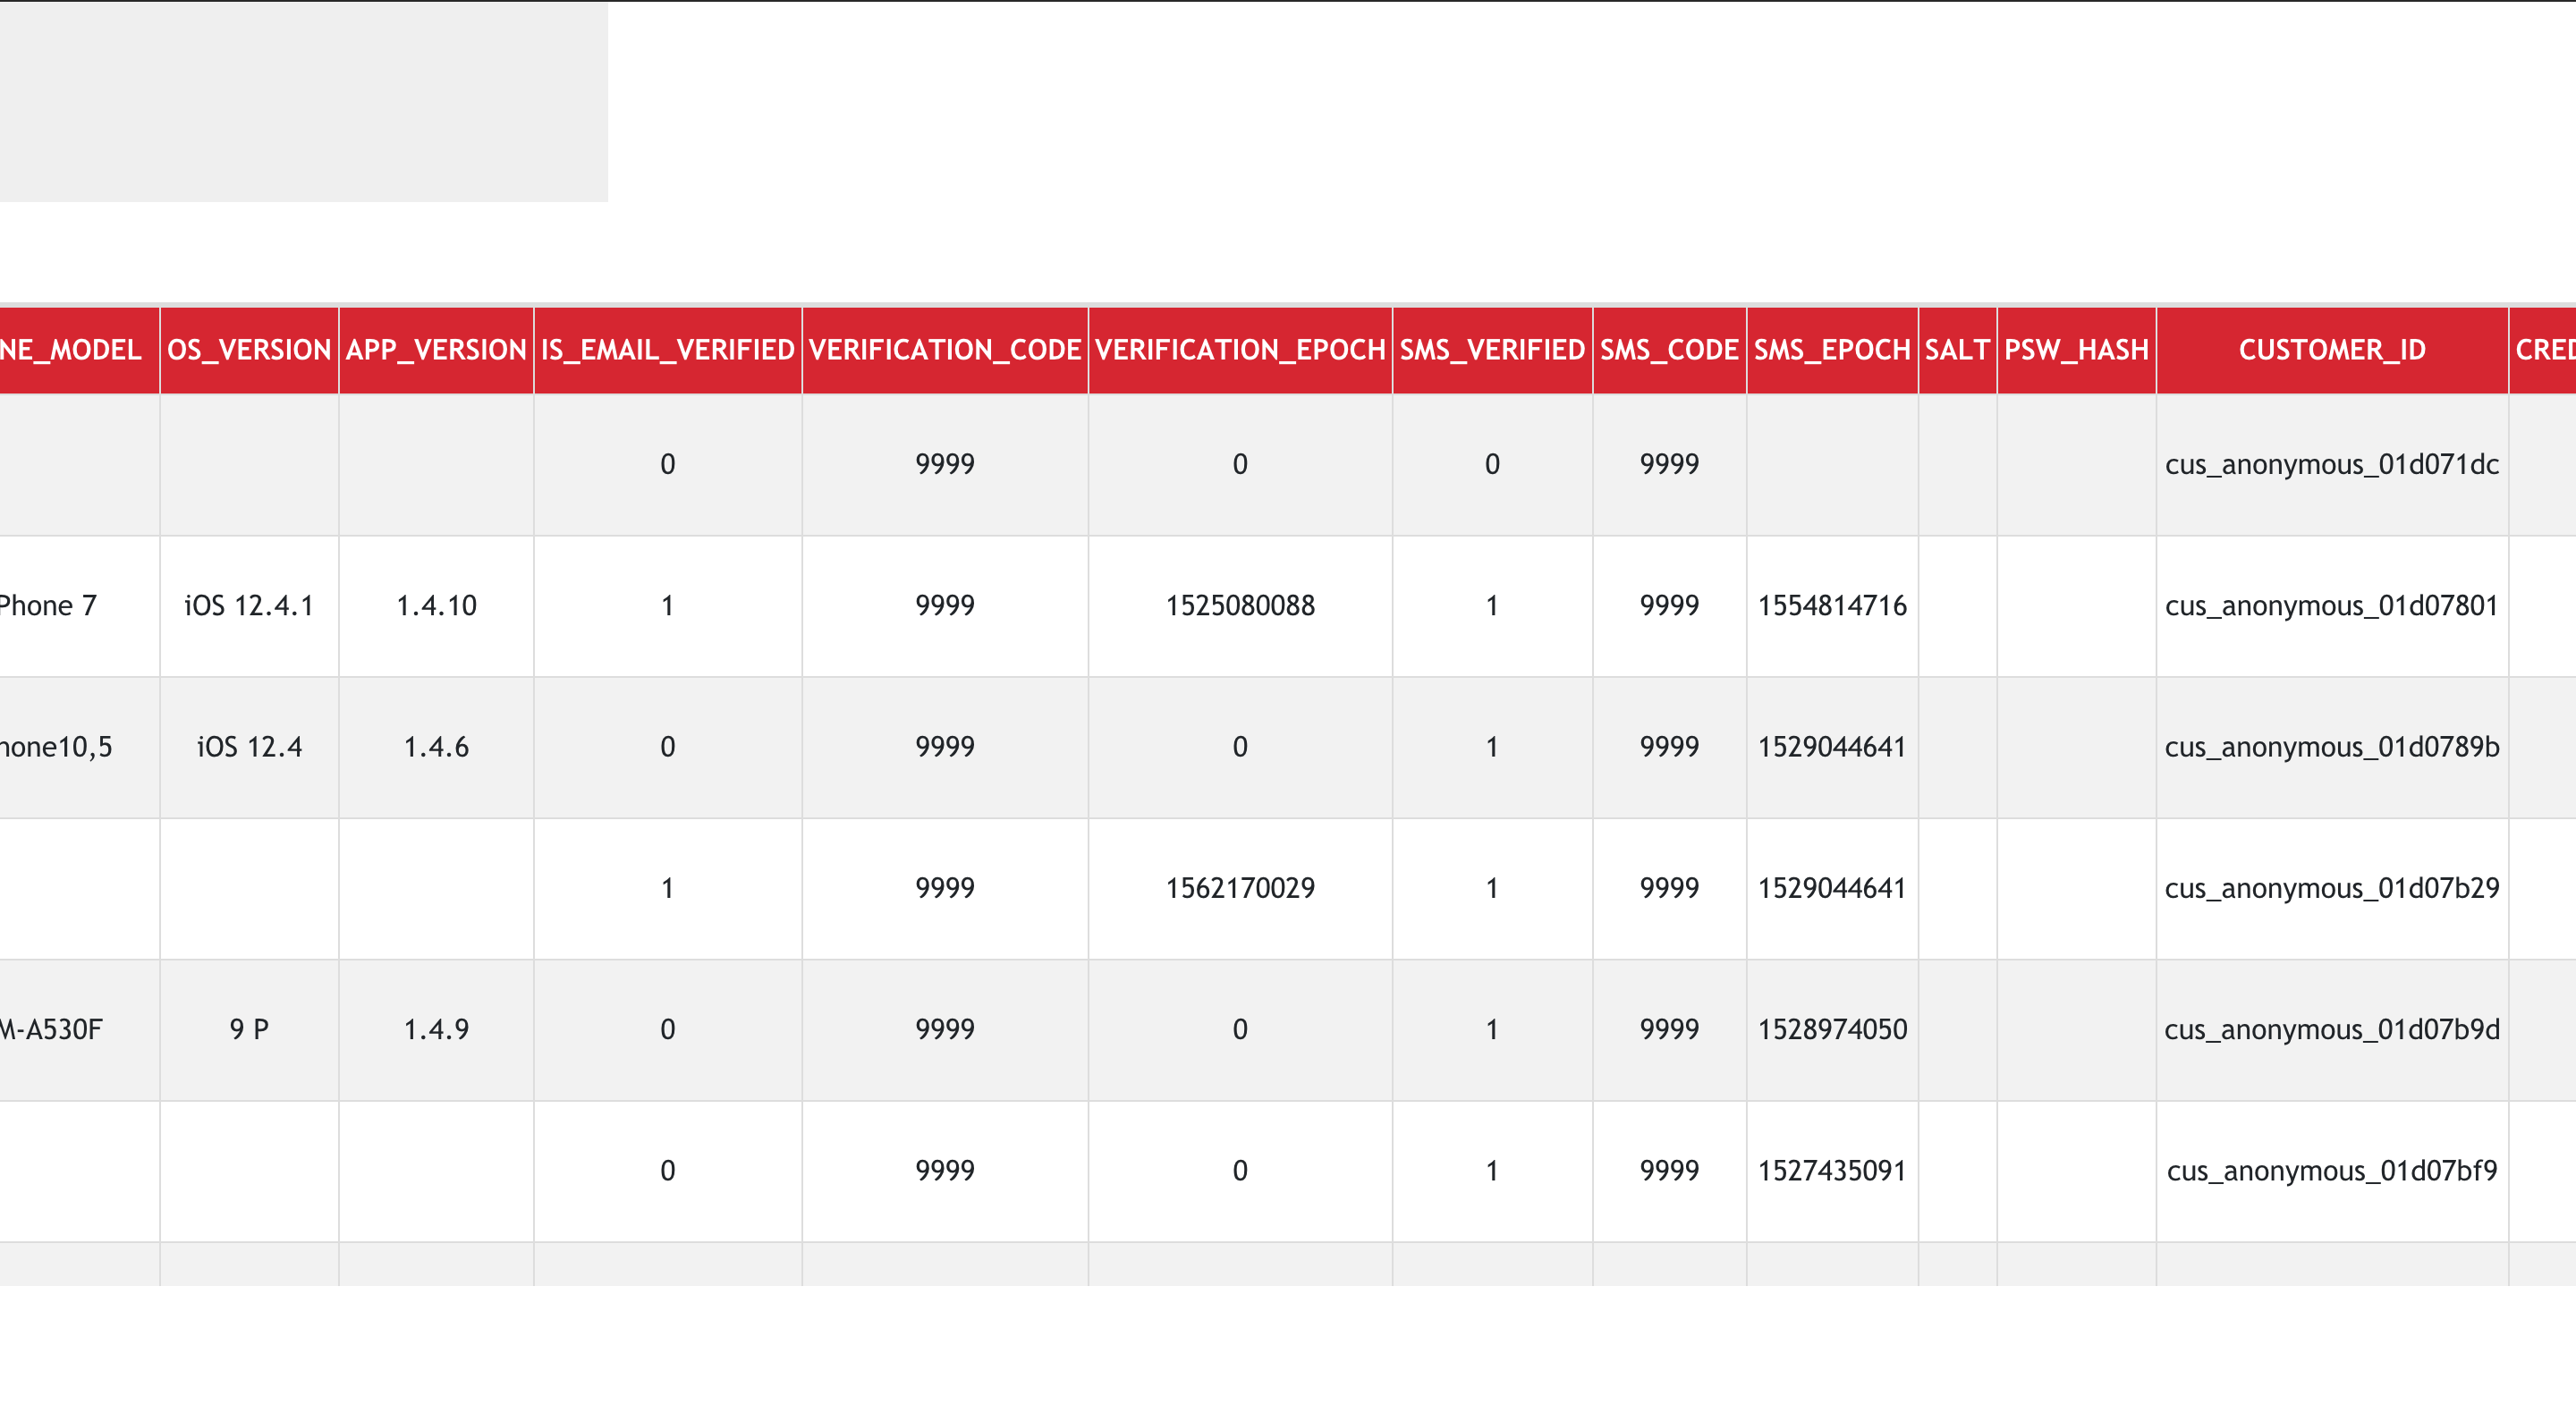 NE_MODEL OS_VERSION APP_VERSION IS_EMAIL_VERIFIED VERIFICATION_CODE VERIFICATION_EPOCH SMS_VERIFIED SMS_CODE SMS_EPOCH SALT PSW_HASH CUSTOMER_ID CRED
0 9999 0 0 9999 cus_anonymous_01d071dc
Phone 7 iOS 12.4.1 1.4.10 1 9999 1525080088 1 9999 1554814716 cus_anonymous_01d07801
hone10,5 iOS 12.4 1.4.6 0 9999 0 1 9999 1529044641 cus_anonymous_01d0789b
1 9999 1562170029 1 9999 1529044641 cus_anonymous_01d07b29
M-A530F 9 P 1.4.9 0 9999 0 1 9999 1528974050 cus_anonymous_01d07b9d
0 9999 0 1 9999 1527435091 cus_anonymous_01d07bf9